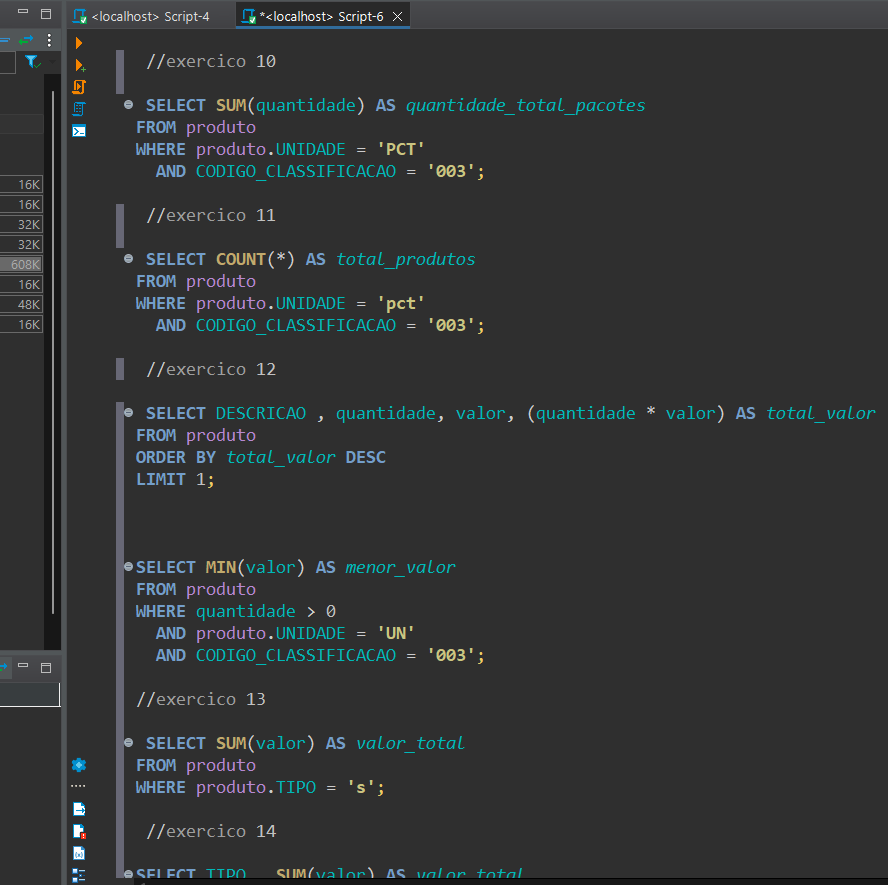 <localhost> Script-4
*<localhost> Script-6
//exercico 10
SELECT SUM(quantidade) AS quantidade_total_pacotes
FROM produto
WHERE produto.UNIDADE = 'PCT'
AND CODIGO_CLASSIFICACAO = '003';
16K
16K
32K
32K
608K
16K
48K
16K
//exercico 11
SELECT COUNT(*) AS total_produtos
FROM produto
WHERE produto.UNIDADE = 'pct'
AND CODIGO_CLASSIFICACAO = '003';
//exercico 12
SELECT DESCRICAO , quantidade, valor, (quantidade * valor) AS total_valor
FROM produto
ORDER BY total_valor DESC
LIMIT 1;
SELECT MIN(valor) AS menor_valor
FROM produto
WHERE quantidade > 0
AND produto.UNIDADE = 'UN'
AND CODIGO_CLASSIFICACAO = '003';
//exercico 13
SELECT SUM(valor) AS valor_total
FROM produto
WHERE produto.TIPO = 's';
//exercico 14
SELECT TIPO SUM(valor) AS valor_total